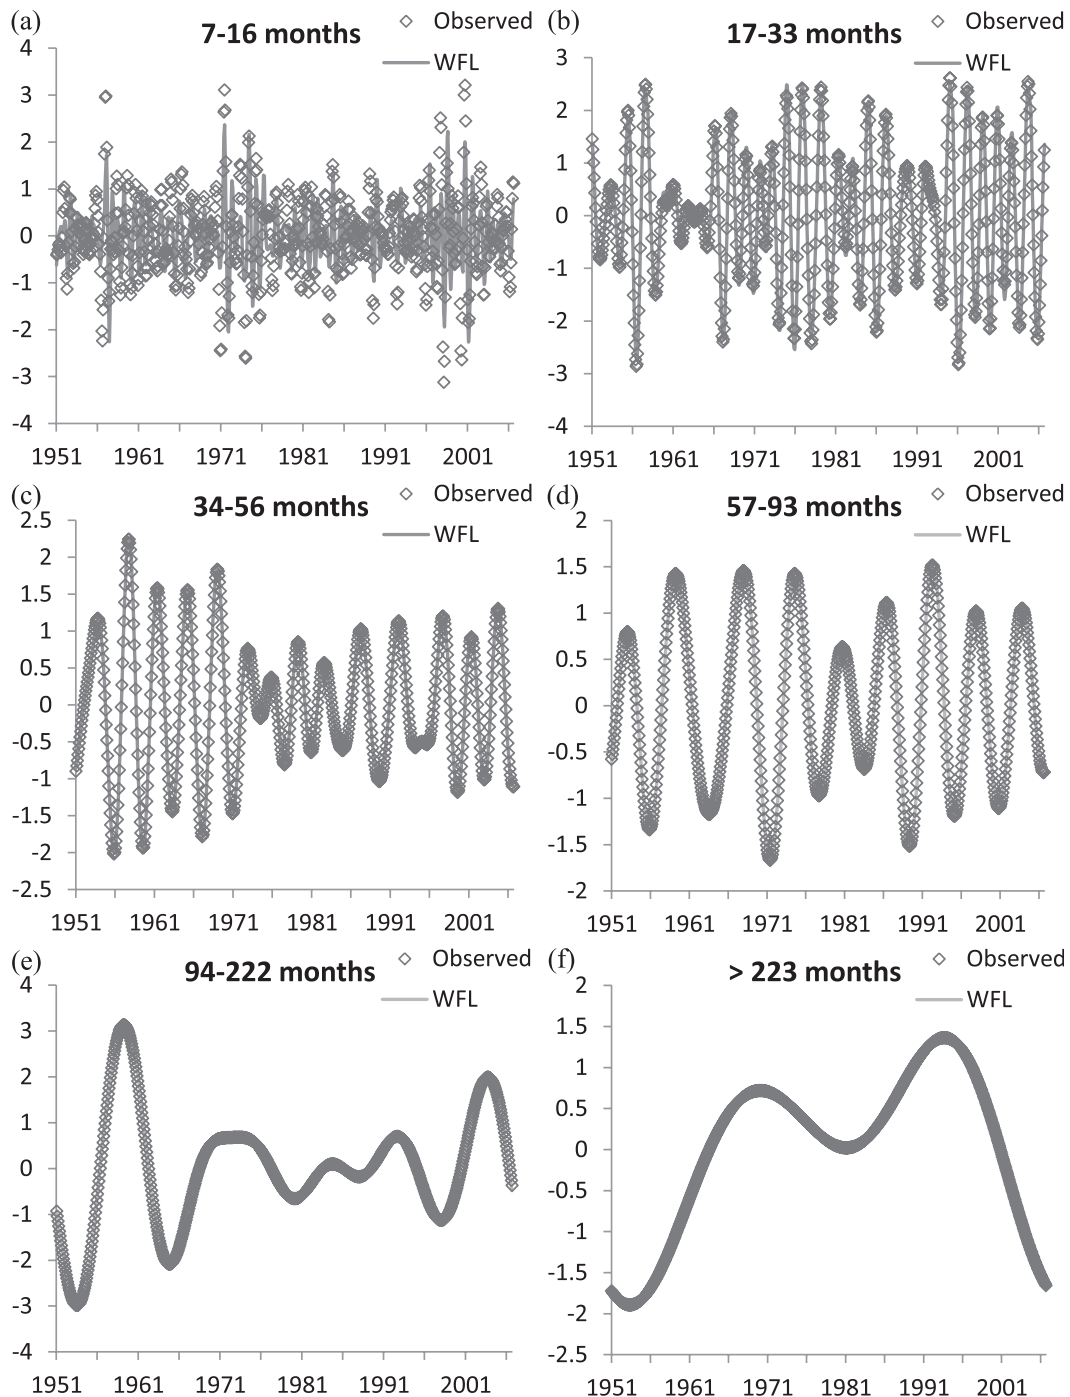 (a)
7-16 months
Observed
WFL
4
3
2
1
0
-1
-2
-3
-4
1951 1961 1971 1981 1991 2001
(b)
17-33 months
Observed
WFL
3
2
1
0
-1
-2
-3
-4
1951 1961 1971 1981 1991 2001
(c)
34-56 months
Observed
WFL
2.5
2
1.5
1
0.5
0
-0.5
-1
-1.5
-2
-2.5
1951 1961 1971 1981 1991 2001
(d)
57-93 months
Observed
WFL
2
1.5
1
0.5
0
-0.5
-1
-1.5
-2
1951 1961 1971 1981 1991 2001
(e)
94-222 months
Observed
WFL
4
3
2
1
0
-1
-2
-3
-4
1951 1961 1971 1981 1991 2001
(f)
> 223 months
Observed
WFL
2
1.5
1
0.5
0
-0.5
-1
-1.5
-2
-2.5
1951 1961 1971 1981 1991 2001